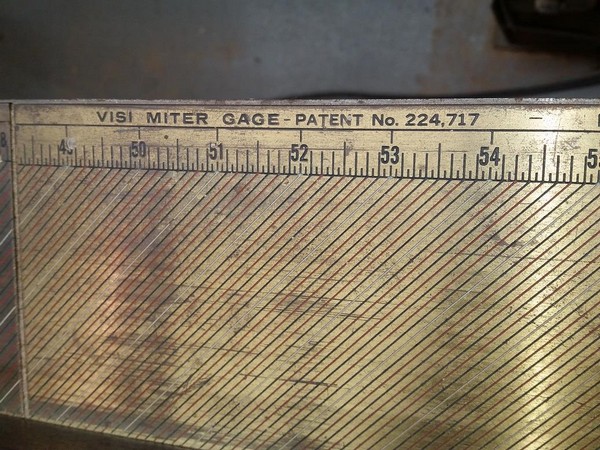 VISI MITER GAGE - PATENT No. 224,717 -
49 50 51 52 53 54